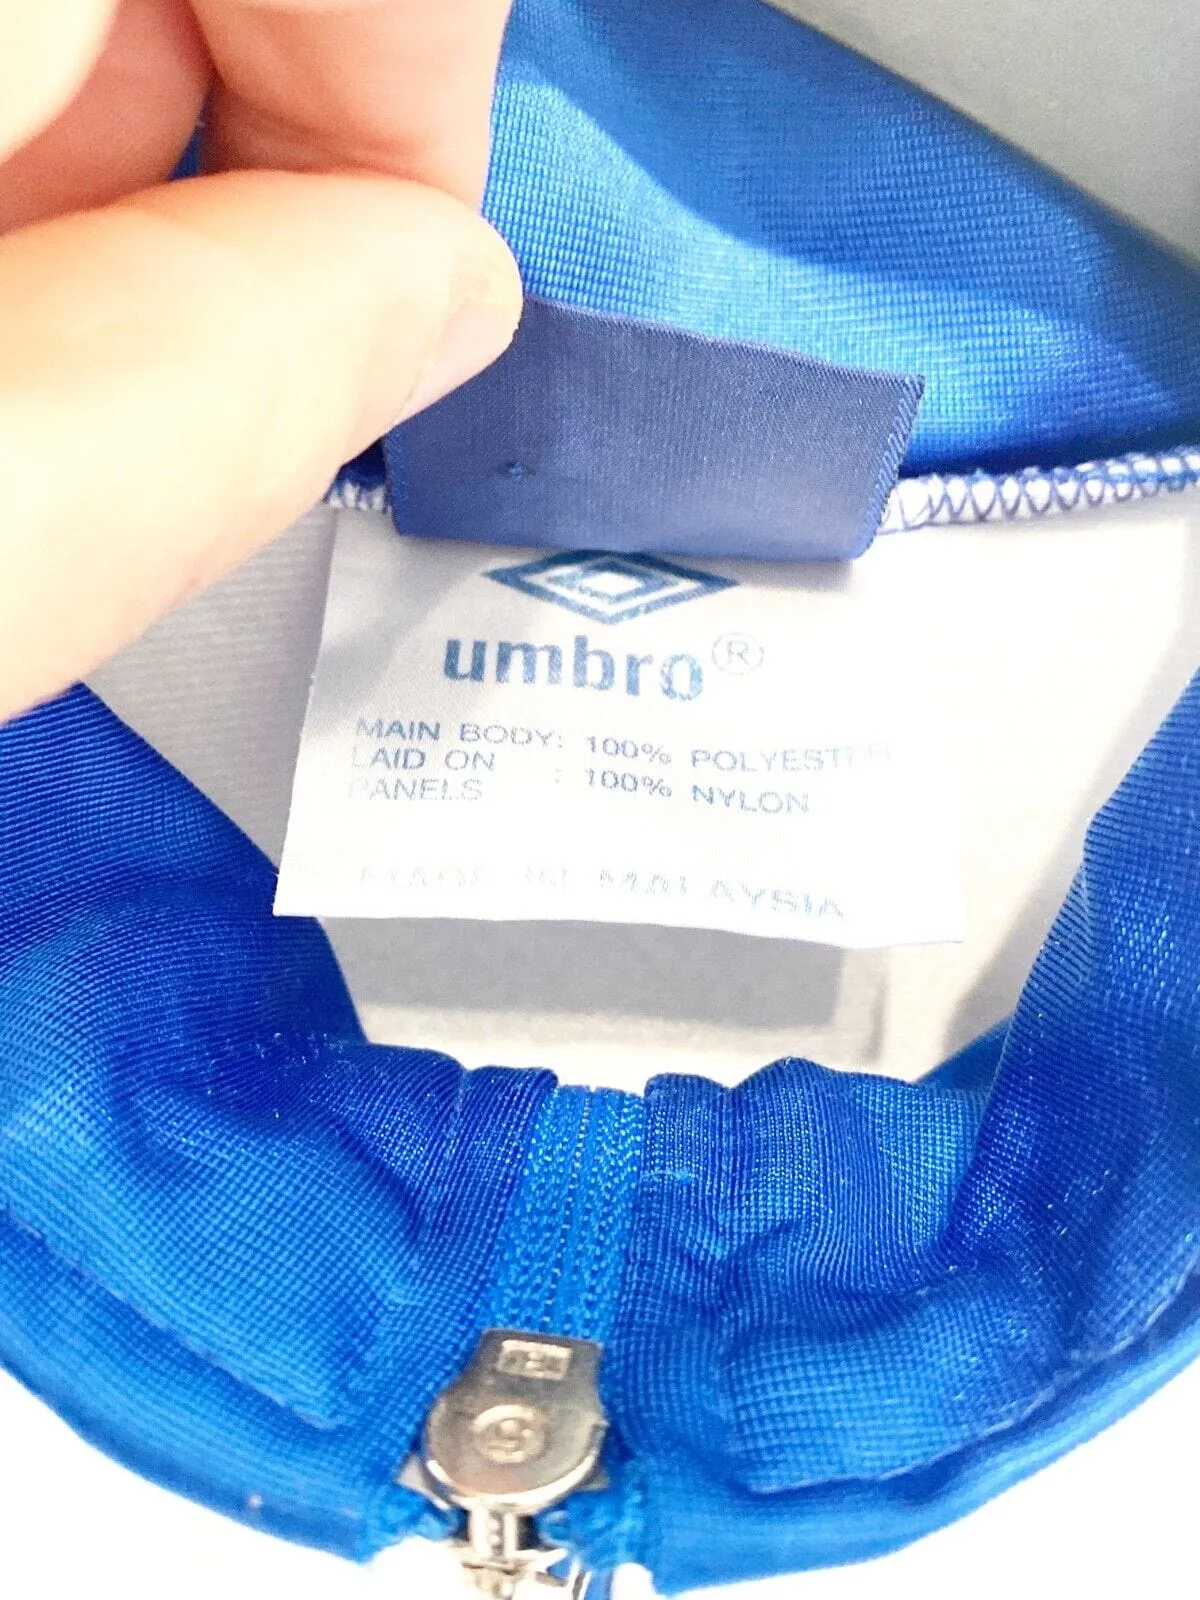 umbro®
MAIN BODY: 100% POLYESTER
LAID ON : 100% NYLON
PANELS
MADE IN MALAYSIA